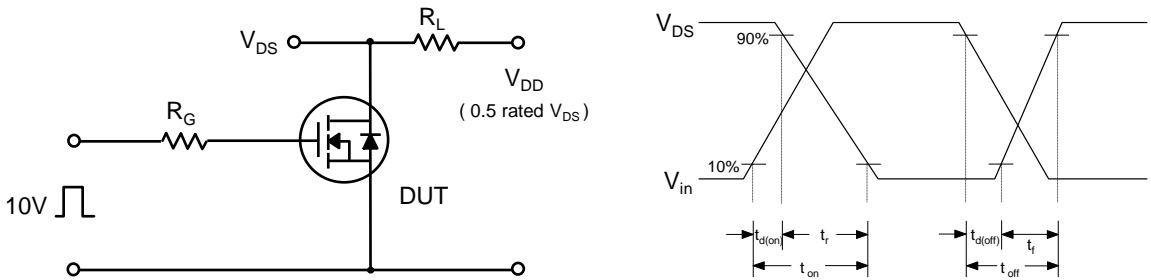 R_L
V_DS
V_DD
( 0.5 rated V_DS )
R_G
DUT
10V
V_DS
90%
10%
V_in
t_d(on)
t_r
t_on
t_d(off)
t_f
t_off